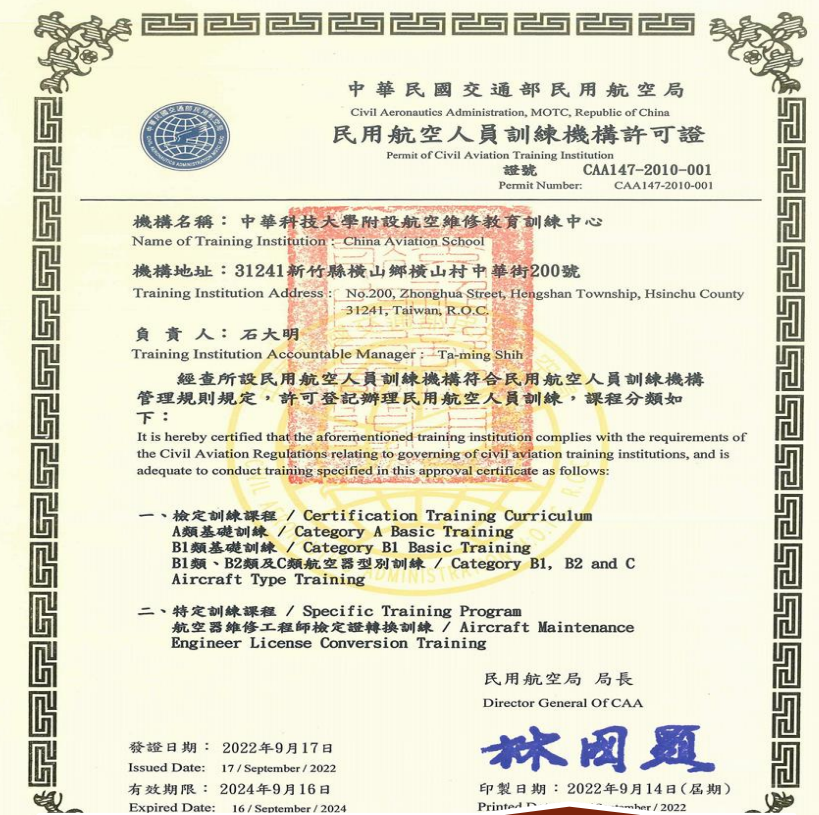 中華民國交通部民用航空局
Civil Aeronautics Administration, MOTC, Republic of China
民用航空人員訓練機構許可證
Permit of Civil Aviation Training Institution
證號 CAA147-2010-001
Permit Number: CAA147-2010-001
機構名稱：中華科技大學附設航空維修教育訓練中心
Name of Training Institution : China Aviation School
機構地址：31241新竹縣橫山鄉橫山村中華街200號
Training Institution Address : No.200, Zhonghua Street, Hengshan Township, Hsinchu County
31241, Taiwan, R.O.C.
負責人：石大明
Training Institution Accountable Manager : Ta-ming Shih
經查所設民用航空人員訓練機構符合民用航空人員訓練機構
管理規則規定，許可登記辦理民用航空人員訓練，課程分類如
下：
It is hereby certified that the aforementioned training institution complies with the requirements of
the Civil Aviation Regulations relating to governing of civil aviation training institutions, and is
adequate to conduct training specified in this approval certificate as follows:
一、檢定訓練課程 / Certification Training Curriculum
A類基礎訓練 / Category A Basic Training
B1類基礎訓練 / Category B1 Basic Training
B1類、B2類及C類航空器型別訓練 / Category B1, B2 and C
Aircraft Type Training
二、特定訓練課程 / Specific Training Program
航空器維修工程師檢定證轉換訓練 / Aircraft Maintenance
Engineer License Conversion Training
民用航空局 局長
Director General Of CAA
林國顯
發證日期：2022年9月17日
Issued Date: 17 / September / 2022
有效期限：2024年9月16日
Expired Date: 16 / September / 2024
印製日期：2022年9月14日(屆期)
Printed / 2022